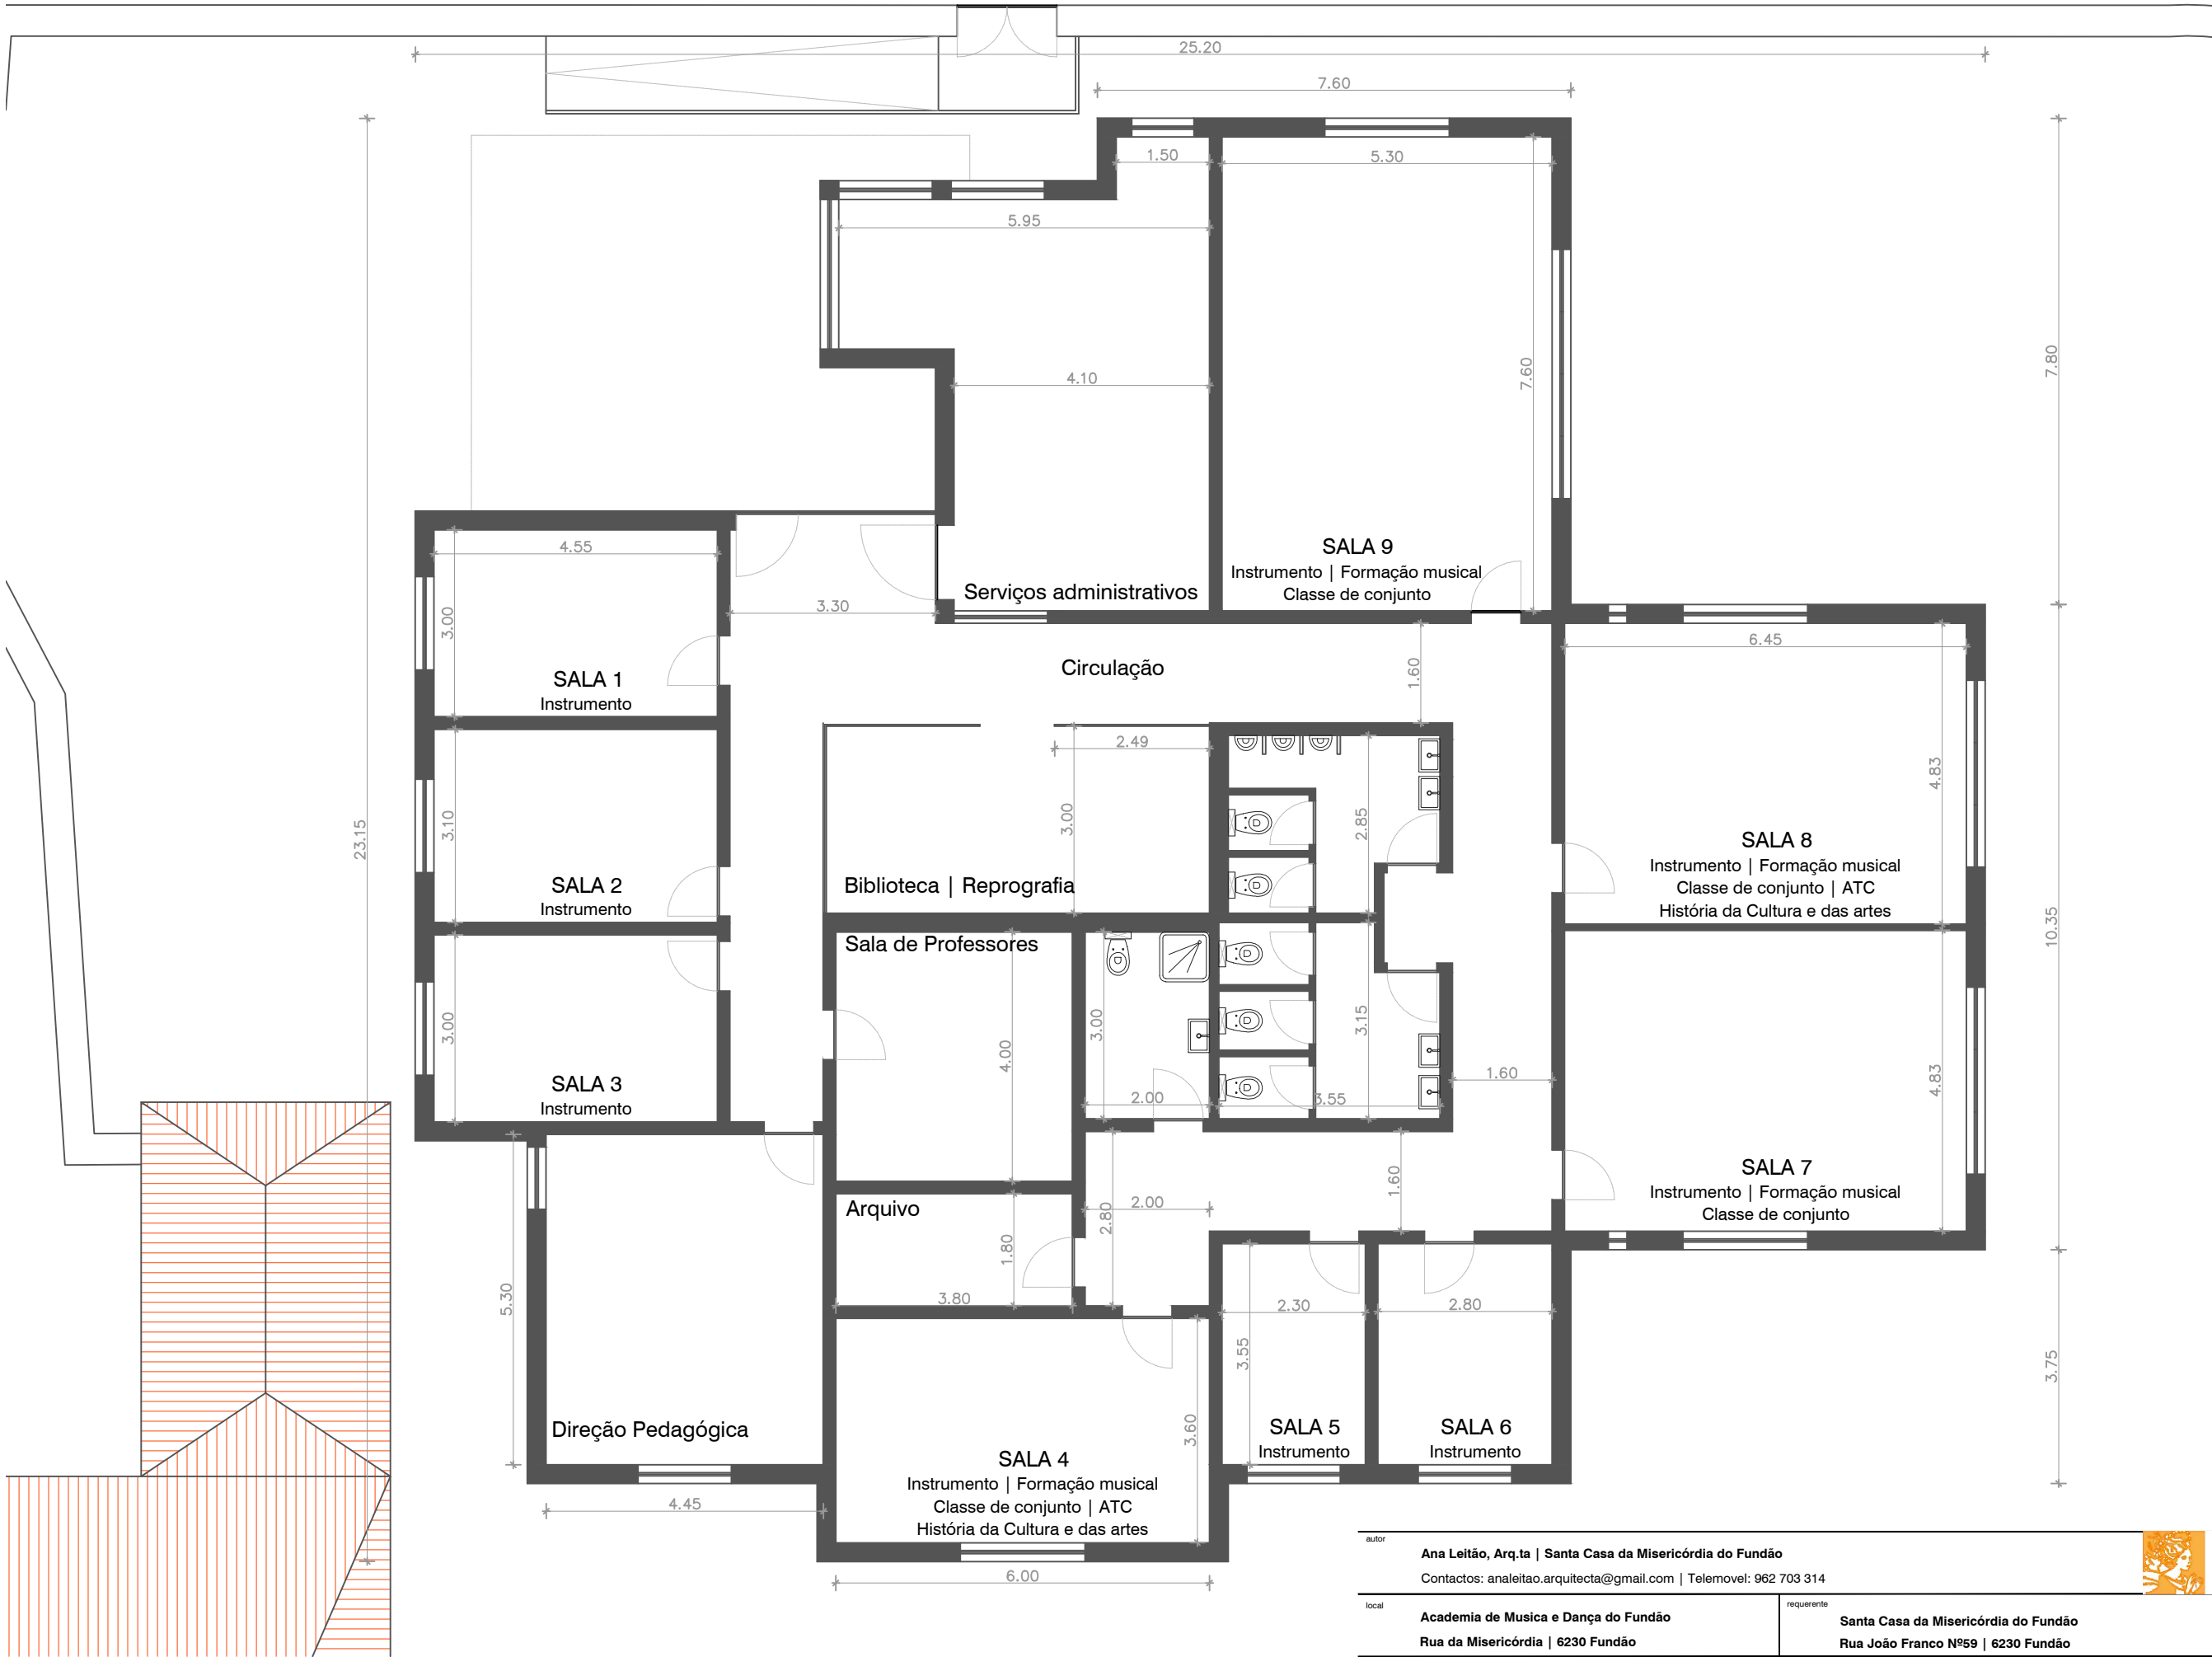 25.20
7.60
1.50
5.30
5.95
7.80
4.10
7.60
SALA 9
Instrumento | Formação musical
Classe de conjunto
4.55
3.00
SALA 1
Instrumento
3.30
Serviços administrativos
Circulação
1.60
6.45
4.83
SALA 8
Instrumento | Formação musical
Classe de conjunto | ATC
História da Cultura e das artes
23.15
3.10
SALA 2
Instrumento
2.49
3.00
Biblioteca | Reprografia
2.85
10.35
3.00
SALA 3
Instrumento
Sala de Professores
4.00
3.00
2.00
3.15
3.55
1.60
4.83
SALA 7
Instrumento | Formação musical
Classe de conjunto
5.30
Direção Pedagógica
4.45
Arquivo
1.80
3.80
2.80
2.00
1.60
SALA 4
Instrumento | Formação musical
Classe de conjunto | ATC
História da Cultura e das artes
3.60
6.00
2.30
3.55
SALA 5
Instrumento
2.80
SALA 6
Instrumento
3.75
autor
Ana Leitão, Arq.ta | Santa Casa da Misericórdia do Fundão
Contactos: analeitao.arquitecta@gmail.com | Telemovel: 962 703 314
local
Academia de Musica e Dança do Fundão
Rua da Misericórdia | 6230 Fundão
requerente
Santa Casa da Misericórdia do Fundão
Rua João Franco Nº59 | 6230 Fundão